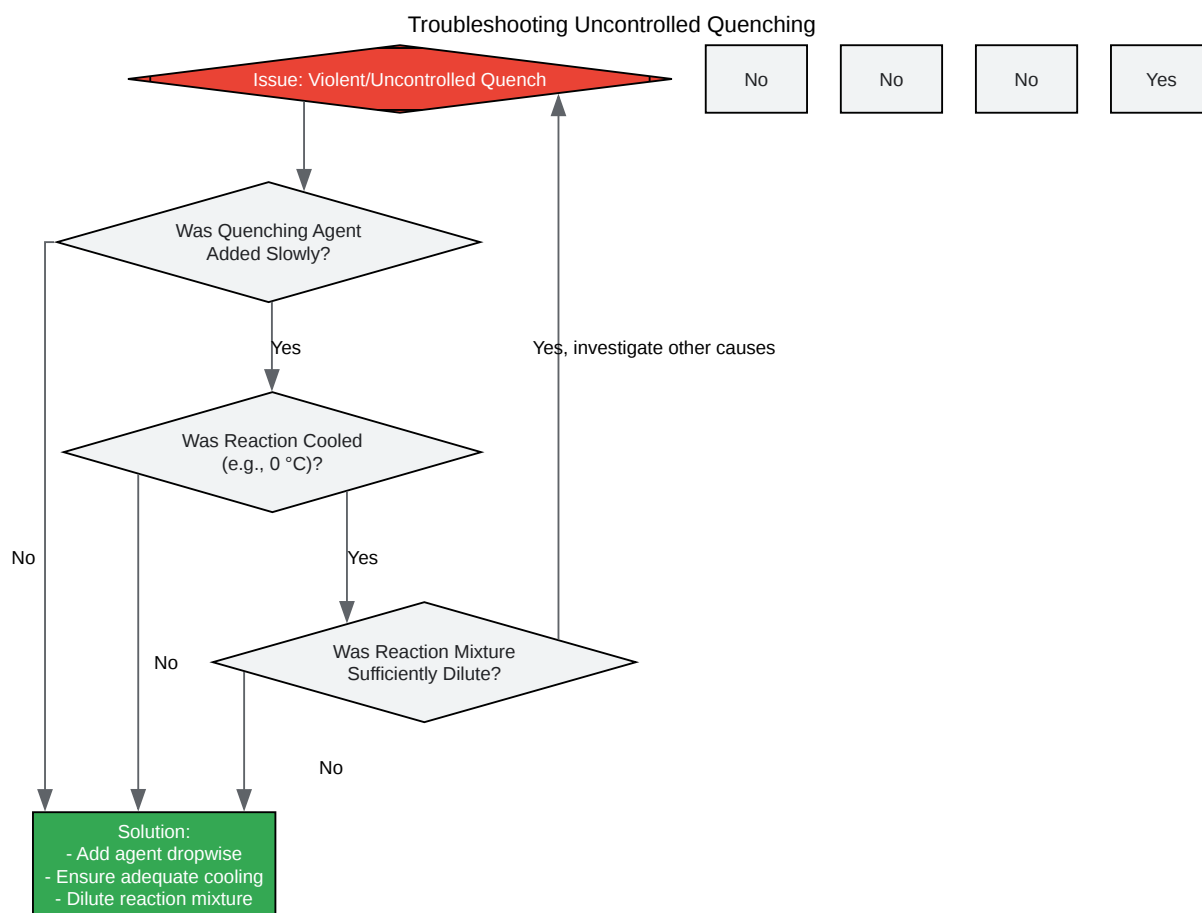 Troubleshooting Uncontrolled Quenching
Issue: Violent/Uncontrolled Quench
No
No
No
Yes
Was Quenching Agent
Added Slowly?
Yes
Yes, investigate other causes
Was Reaction Cooled
(e.g., 0 °C)?
No
Yes
Was Reaction Mixture
Sufficiently Dilute?
No
No
Solution:
- Add agent dropwise
- Ensure adequate cooling
- Dilute reaction mixture